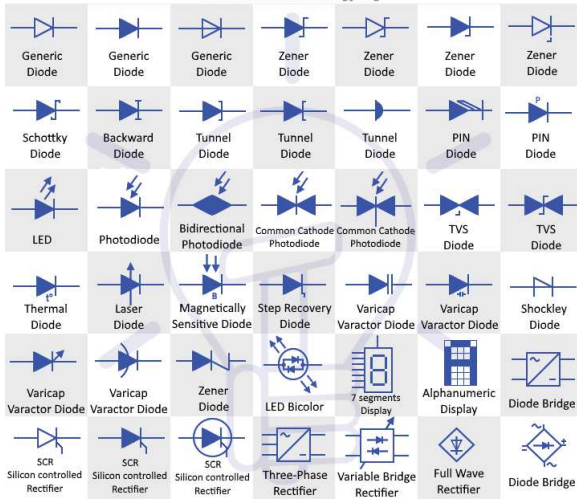 Generic
Diode
Generic
Diode
Generic
Diode
Zener
Diode
Zener
Diode
Zener
Diode
Zener
Diode
Schottky
Diode
Backward
Diode
Tunnel
Diode
Tunnel
Diode
Tunnel
Diode
PIN
Diode
P
PIN
Diode
LED
Photodiode
Bidirectional
Photodiode
Common Cathode
Photodiode
Common Cathode
Photodiode
TVS
Diode
TVS
Diode
t°
Thermal
Diode
Laser
Diode
B
Magnetically
Sensitive Diode
Step Recovery
Diode
Varicap
Varactor Diode
Varicap
Varactor Diode
Shockley
Diode
Varicap
Varactor Diode
Varicap
Varactor Diode
Zener
Diode
LED Bicolor
8
7 segments
Display
Alphanumeric
Display
~
Diode Bridge
SCR
Silicon controlled
Rectifier
SCR
Silicon controlled
Rectifier
SCR
Silicon controlled
Rectifier
~
Three-Phase
Rectifier
Variable Bridge
Rectifier
Full Wave
Rectifier
Diode Bridge